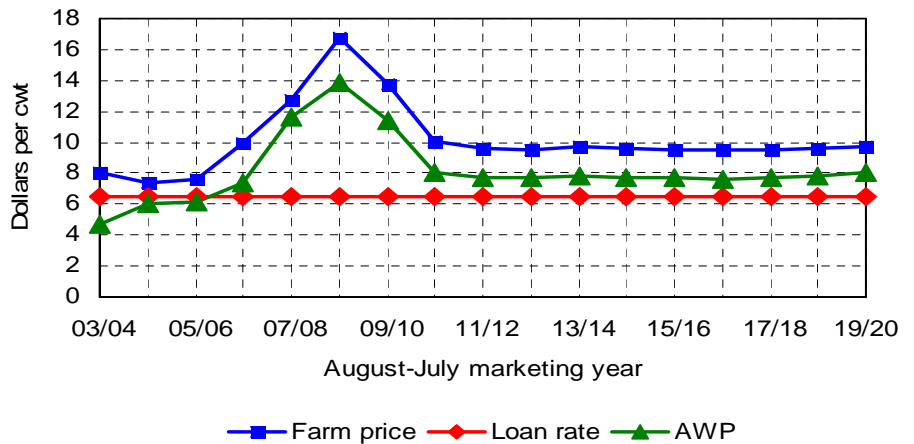 Dollars per cwt
18
16
14
12
10
8
6
4
2
0
03/04 05/06 07/08 09/10 11/12 13/14 15/16 17/18 19/20
August-July marketing year
Farm price Loan rate AWP